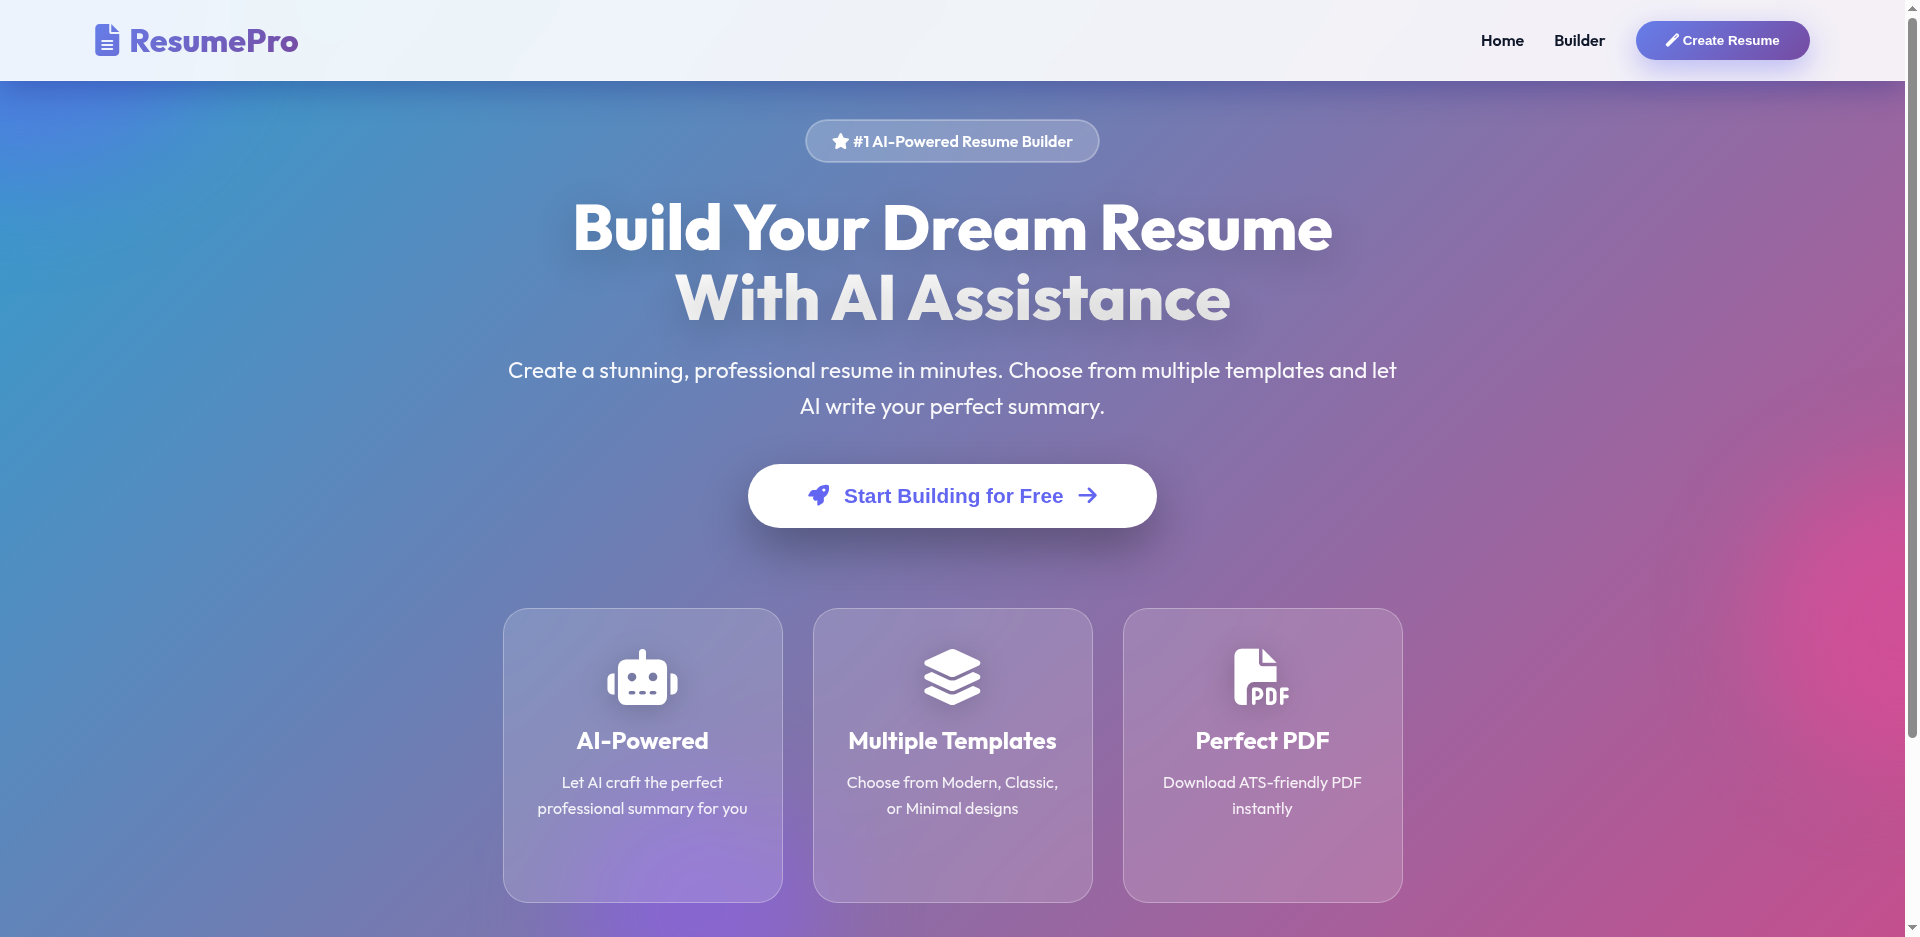 ResumePro
Home
Builder
Create Resume
#1 AI-Powered Resume Builder
Build Your Dream Resume
With AI Assistance
Create a stunning, professional resume in minutes. Choose from multiple templates and let
AI write your perfect summary.
Start Building for Free
PDF
AI-Powered
Let AI craft the perfect
professional summary for you
Multiple Templates
Choose from Modern, Classic,
or Minimal designs
Perfect PDF
Download ATS-friendly PDF
instantly